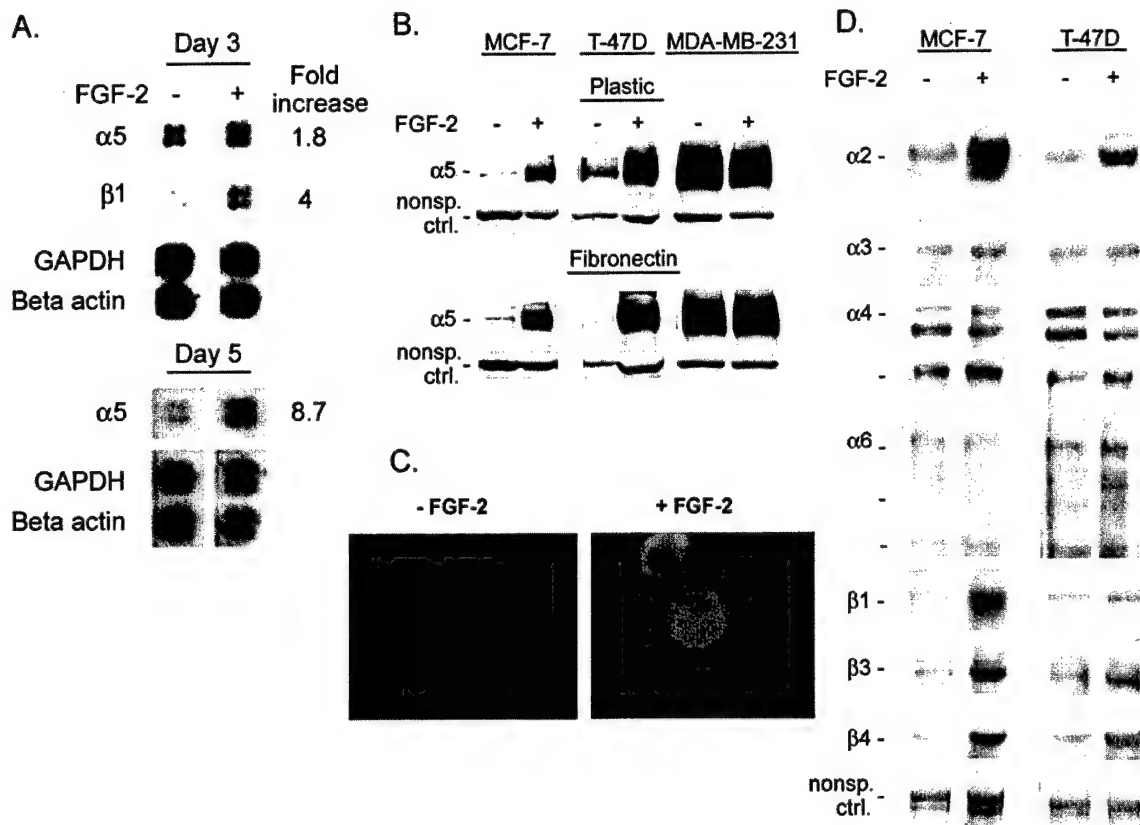 A.
Day 3
FGF-2 - + Fold increase
α5 1.8
β1 4
GAPDH
Beta actin
Day 5
α5 8.7
GAPDH
Beta actin
B.
MCF-7 T-47D MDA-MB-231
Plastic
FGF-2 - + - + - +
α5 -
nonsp. -
ctrl.
Fibronectin
α5 -
nonsp. -
ctrl.
C.
- FGF-2 + FGF-2
D.
MCF-7 T-47D
FGF-2 - + - +
α2 -
α3 -
α4 -
-
α6 -
-
-
β1 -
β3 -
β4 -
nonsp. -
ctrl.